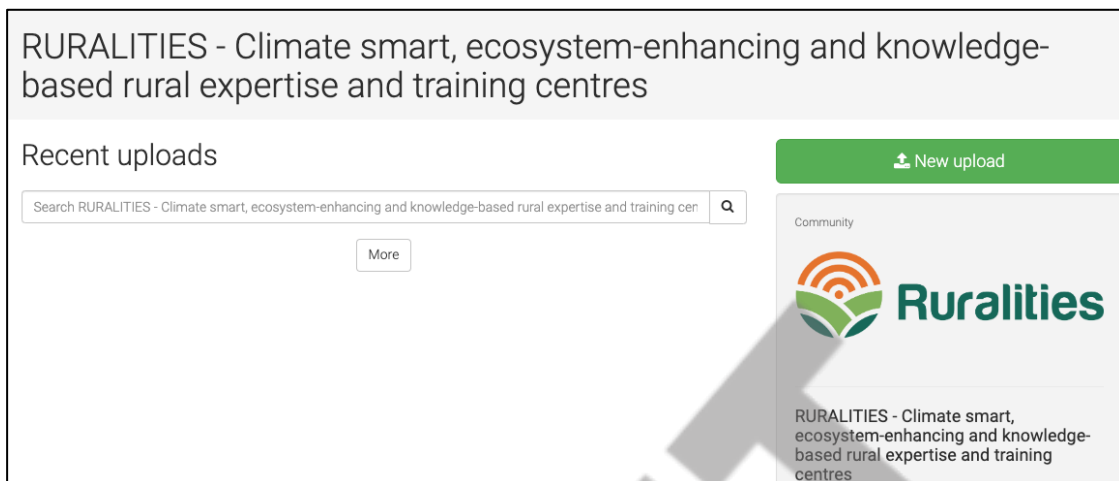 RURALITIES - Climate smart, ecosystem-enhancing and knowledge-
based rural expertise and training centres
Recent uploads
Search RURALITIES - Climate smart, ecosystem-enhancing and knowledge-based rural expertise and training cen
More
New upload
Community
Ruralities
RURALITIES - Climate smart,
ecosystem-enhancing and knowledge-
based rural expertise and training
centres